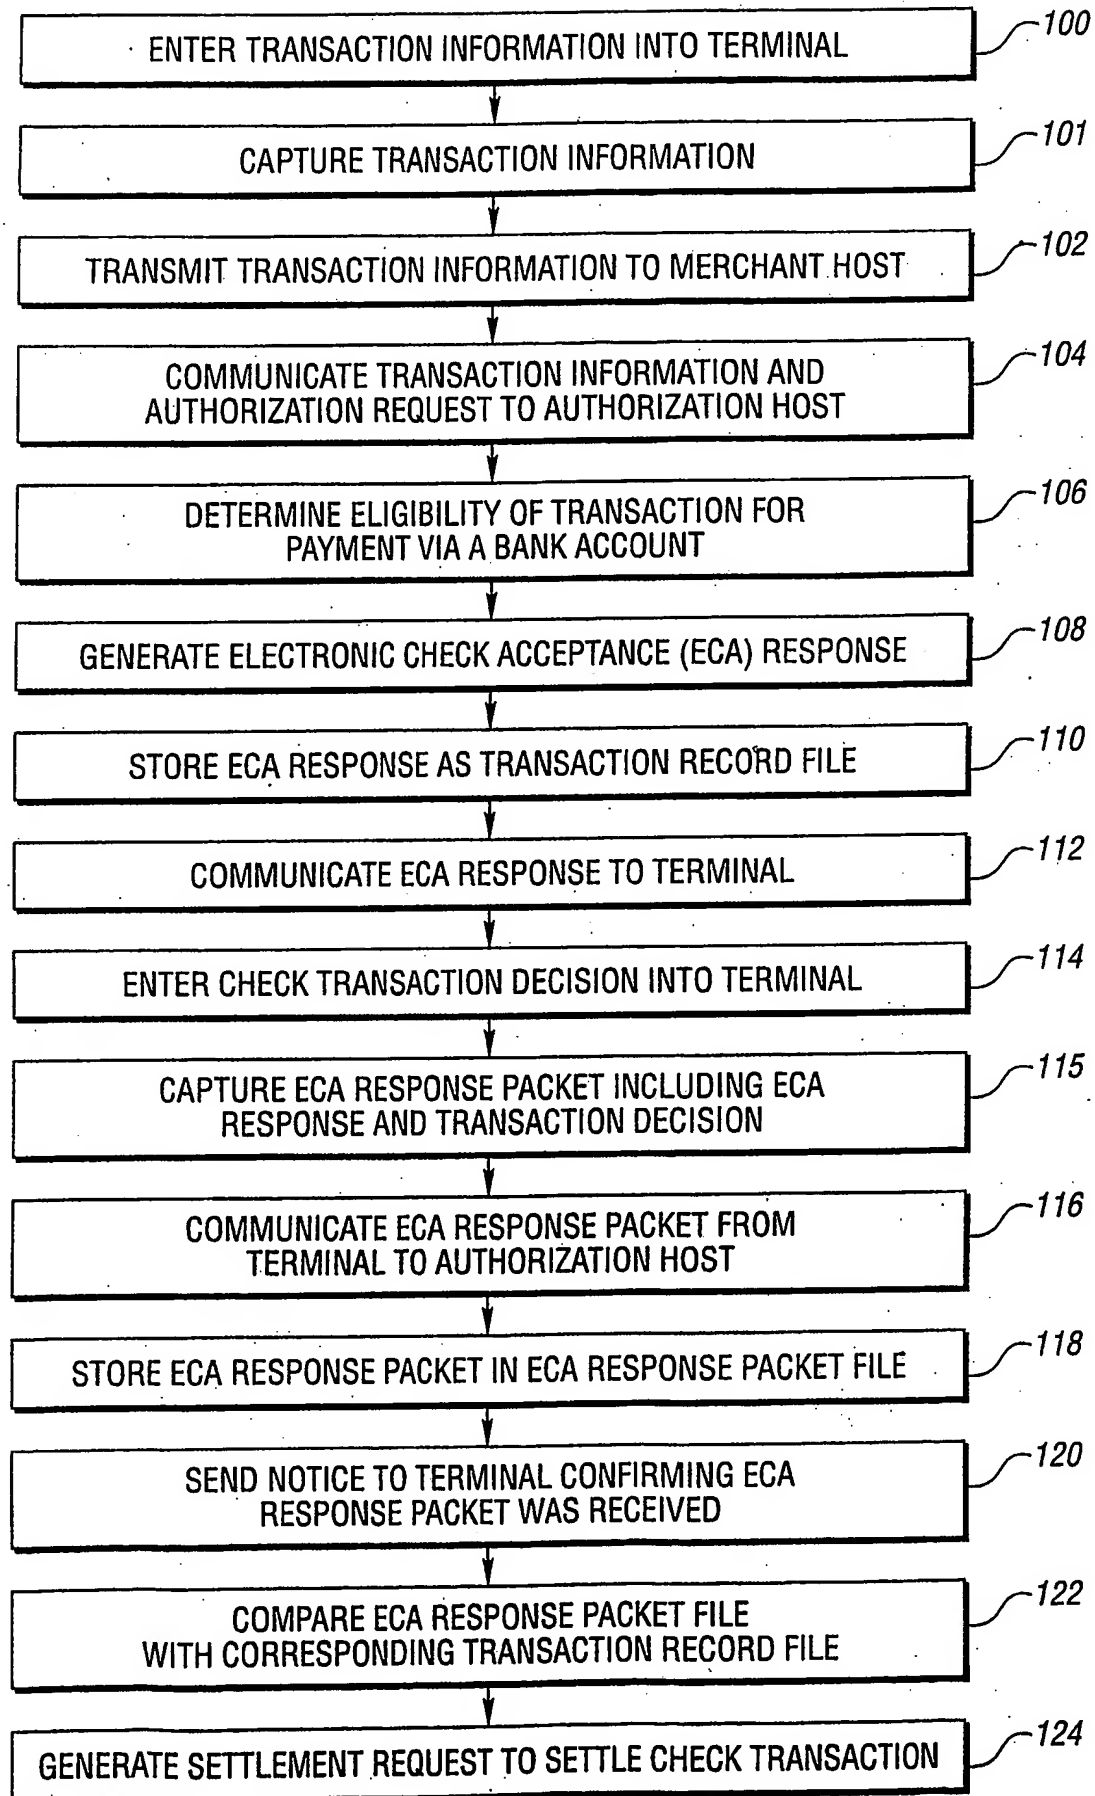 ENTER TRANSACTION INFORMATION INTO TERMINAL
100
CAPTURE TRANSACTION INFORMATION
101
TRANSMIT TRANSACTION INFORMATION TO MERCHANT HOST
102
COMMUNICATE TRANSACTION INFORMATION AND
AUTHORIZATION REQUEST TO AUTHORIZATION HOST
104
DETERMINE ELIGIBILITY OF TRANSACTION FOR
PAYMENT VIA A BANK ACCOUNT
106
GENERATE ELECTRONIC CHECK ACCEPTANCE (ECA) RESPONSE
108
STORE ECA RESPONSE AS TRANSACTION RECORD FILE
110
COMMUNICATE ECA RESPONSE TO TERMINAL
112
ENTER CHECK TRANSACTION DECISION INTO TERMINAL
114
CAPTURE ECA RESPONSE PACKET INCLUDING ECA
RESPONSE AND TRANSACTION DECISION
115
COMMUNICATE ECA RESPONSE PACKET FROM
TERMINAL TO AUTHORIZATION HOST
116
STORE ECA RESPONSE PACKET IN ECA RESPONSE PACKET FILE
118
SEND NOTICE TO TERMINAL CONFIRMING ECA
RESPONSE PACKET WAS RECEIVED
120
COMPARE ECA RESPONSE PACKET FILE
WITH CORRESPONDING TRANSACTION RECORD FILE
122
GENERATE SETTLEMENT REQUEST TO SETTLE CHECK TRANSACTION
124